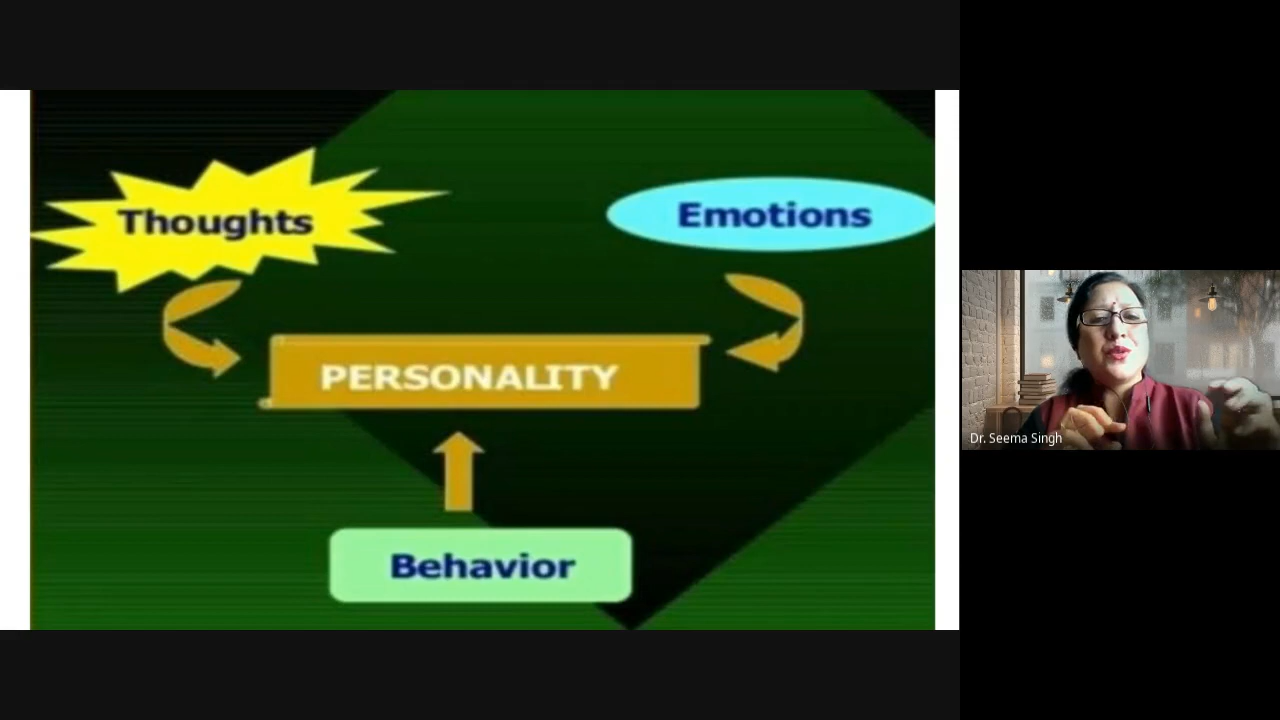 Thoughts
Emotions
PERSONALITY
Behavior
Dr. Seema Singh